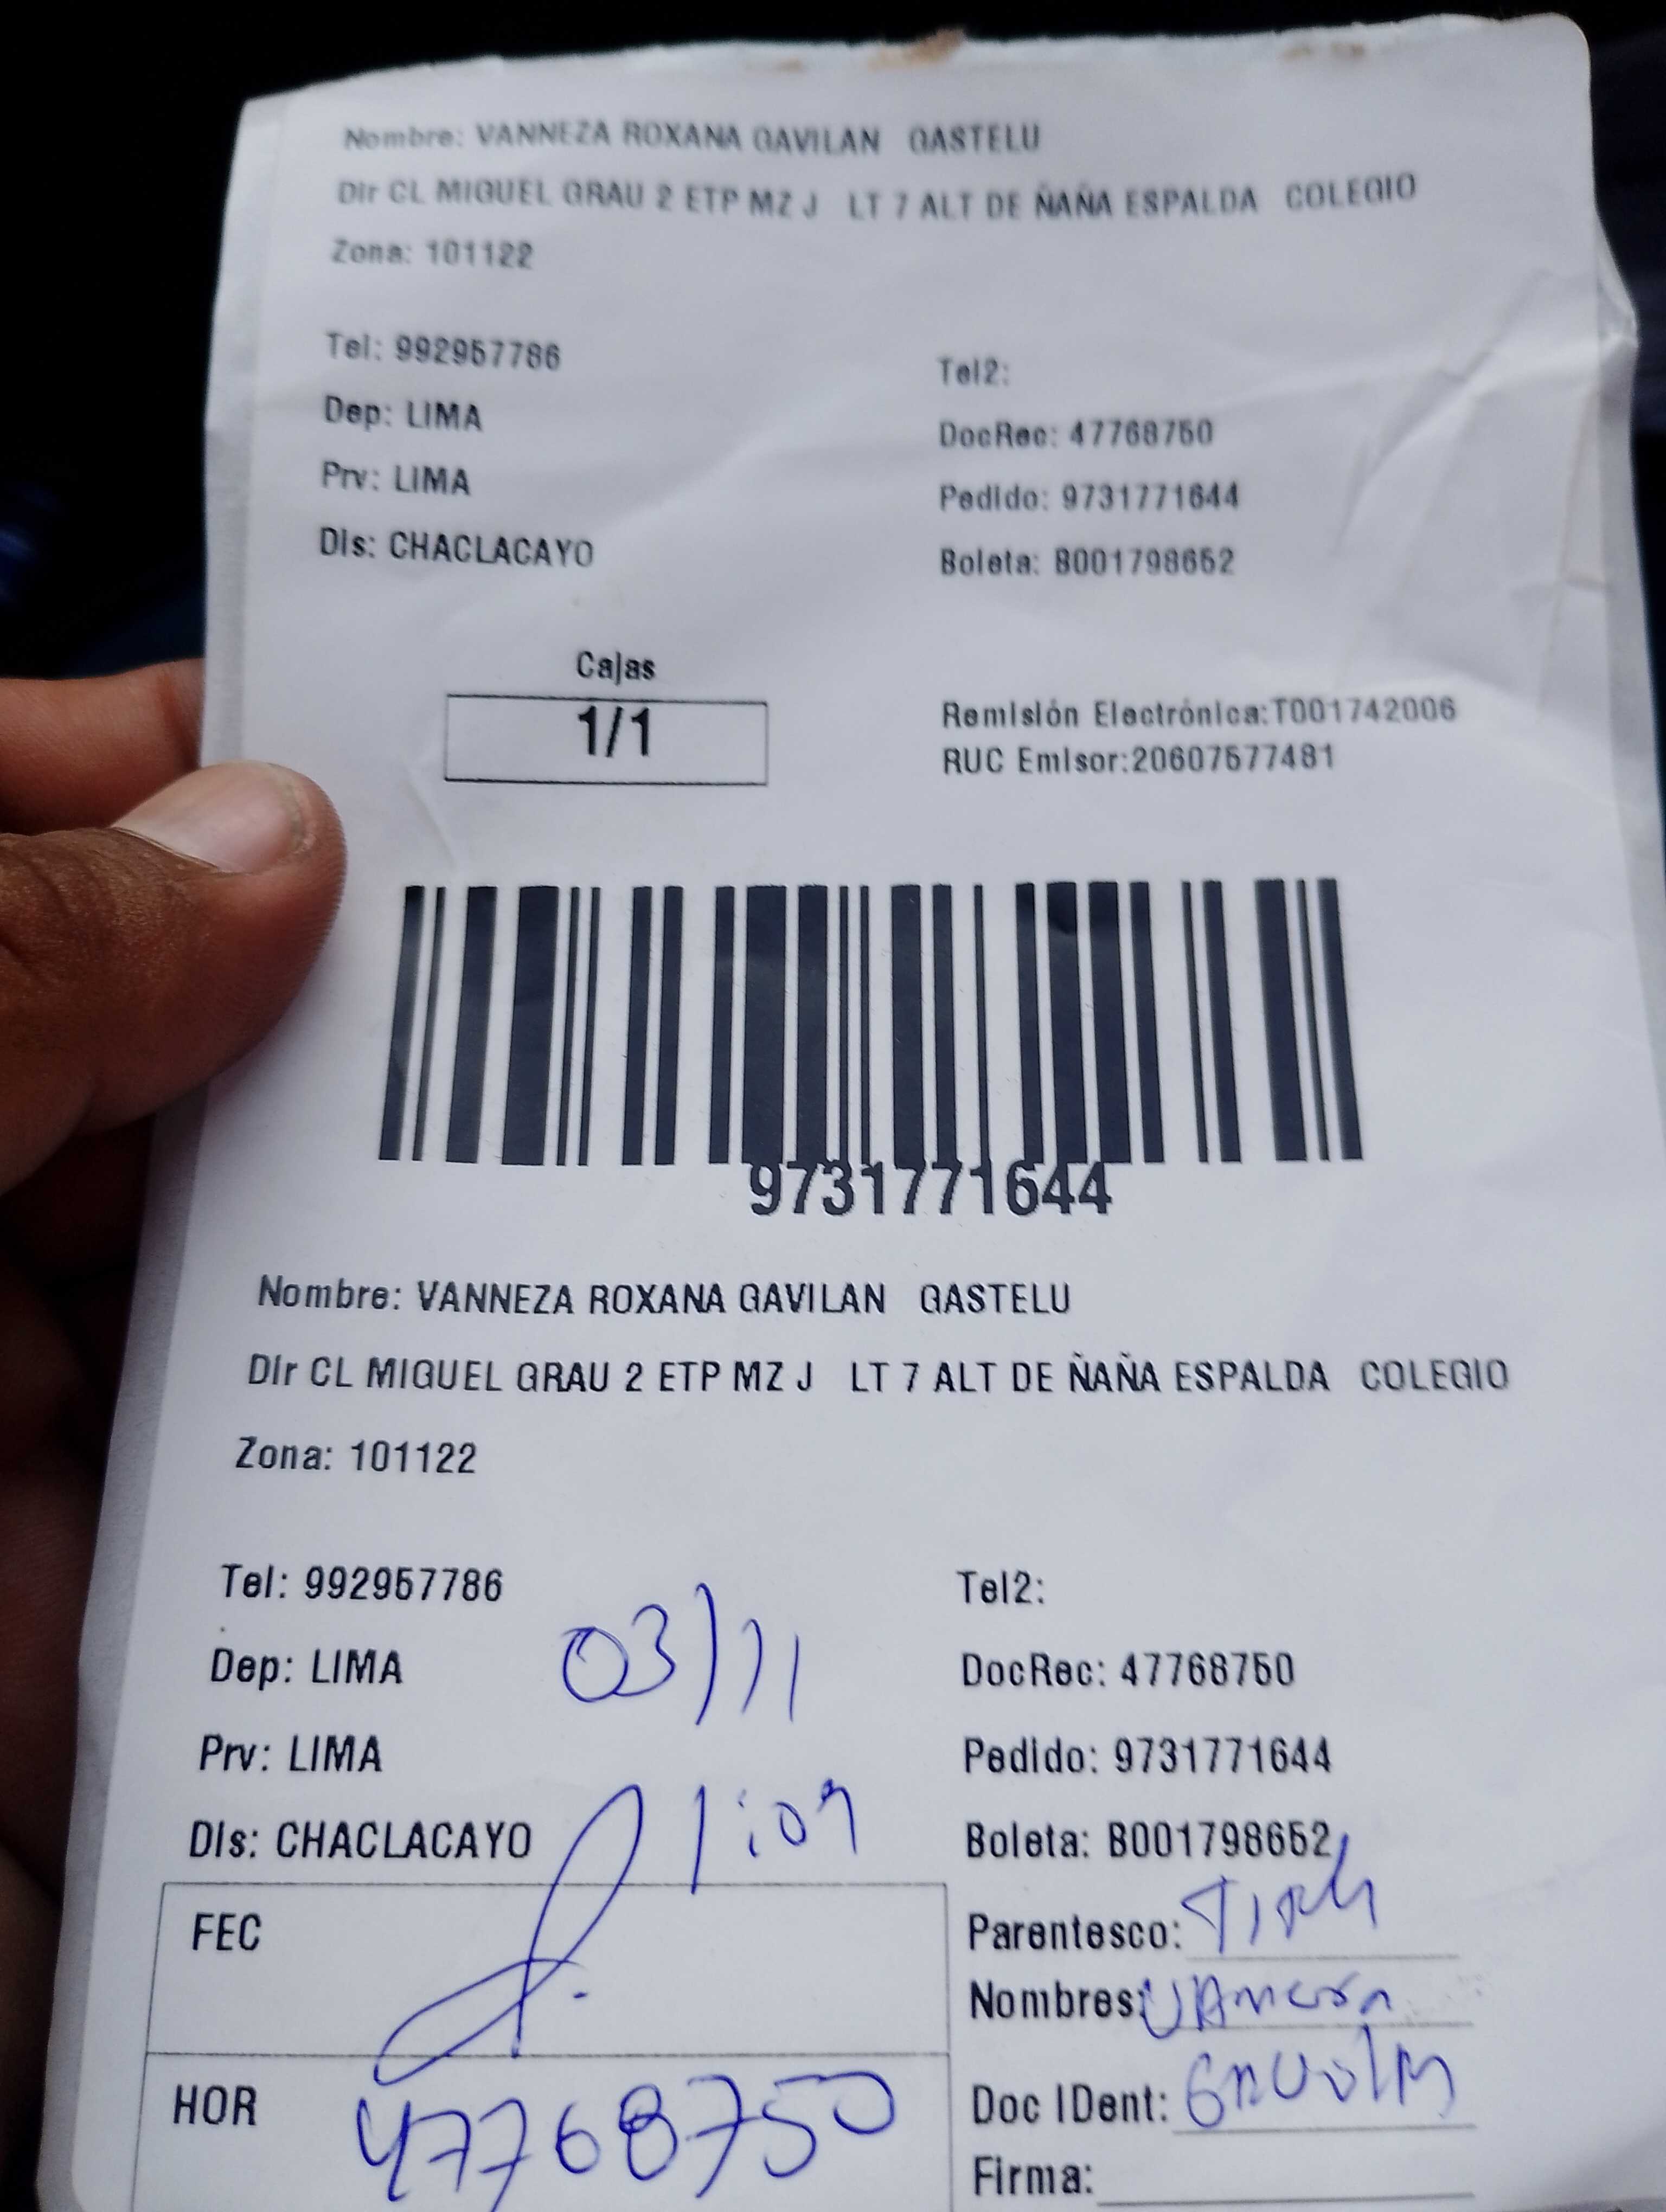 Nombre: VANNEZA ROXANA GAVILAN GASTELU
Dir CL MIGUEL GRAU 2 ETP MZ J LT 7 ALT DE ÑAÑA ESPALDA COLEGIO
Zona: 101122
Tel: 992957786
Tel2:
Dep: LIMA
DocRec: 47768750
Prv: LIMA
Pedido: 9731771644
Dis: CHACLACAYO
Boleta: B001798652
Cajas
1/1
Remisión Electrónica:T001742006
RUC Emisor:20607577481
9731771644
Nombre: VANNEZA ROXANA GAVILAN GASTELU
Dir CL MIGUEL GRAU 2 ETP MZ J LT 7 ALT DE ÑAÑA ESPALDA COLEGIO
Zona: 101122
Tel: 992957786
Tel2:
Dep: LIMA
03/11
DocRec: 47768750
Prv: LIMA
Pedido: 9731771644
Dis: CHACLACAYO
1:09
Boleta: B001798652
FEC
Parentesco:
Nombres:
HOR
47768750
Doc IDent:
Firma: